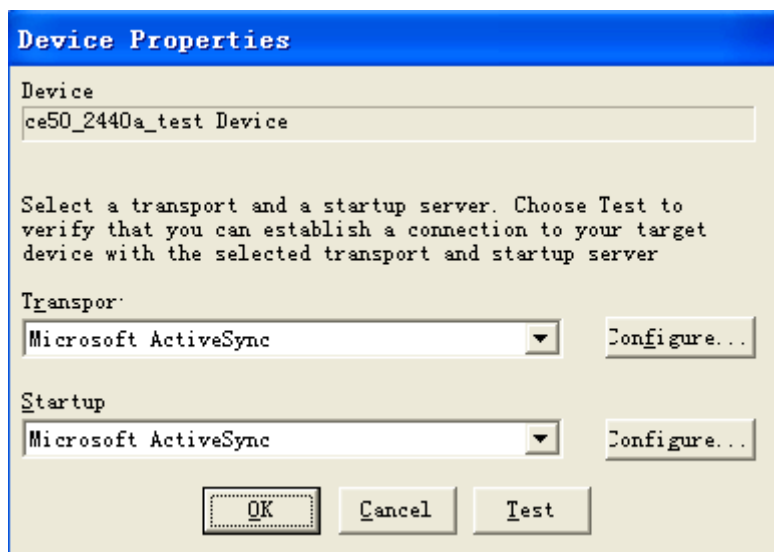 Device Properties
Device
ce50_2440a_test Device
Select a transport and a startup server. Choose Test to
verify that you can establish a connection to your target
device with the selected transport and startup server
Transpor
Microsoft ActiveSync
Configure...
Startup
Microsoft ActiveSync
Configure...
OK
Cancel
Test